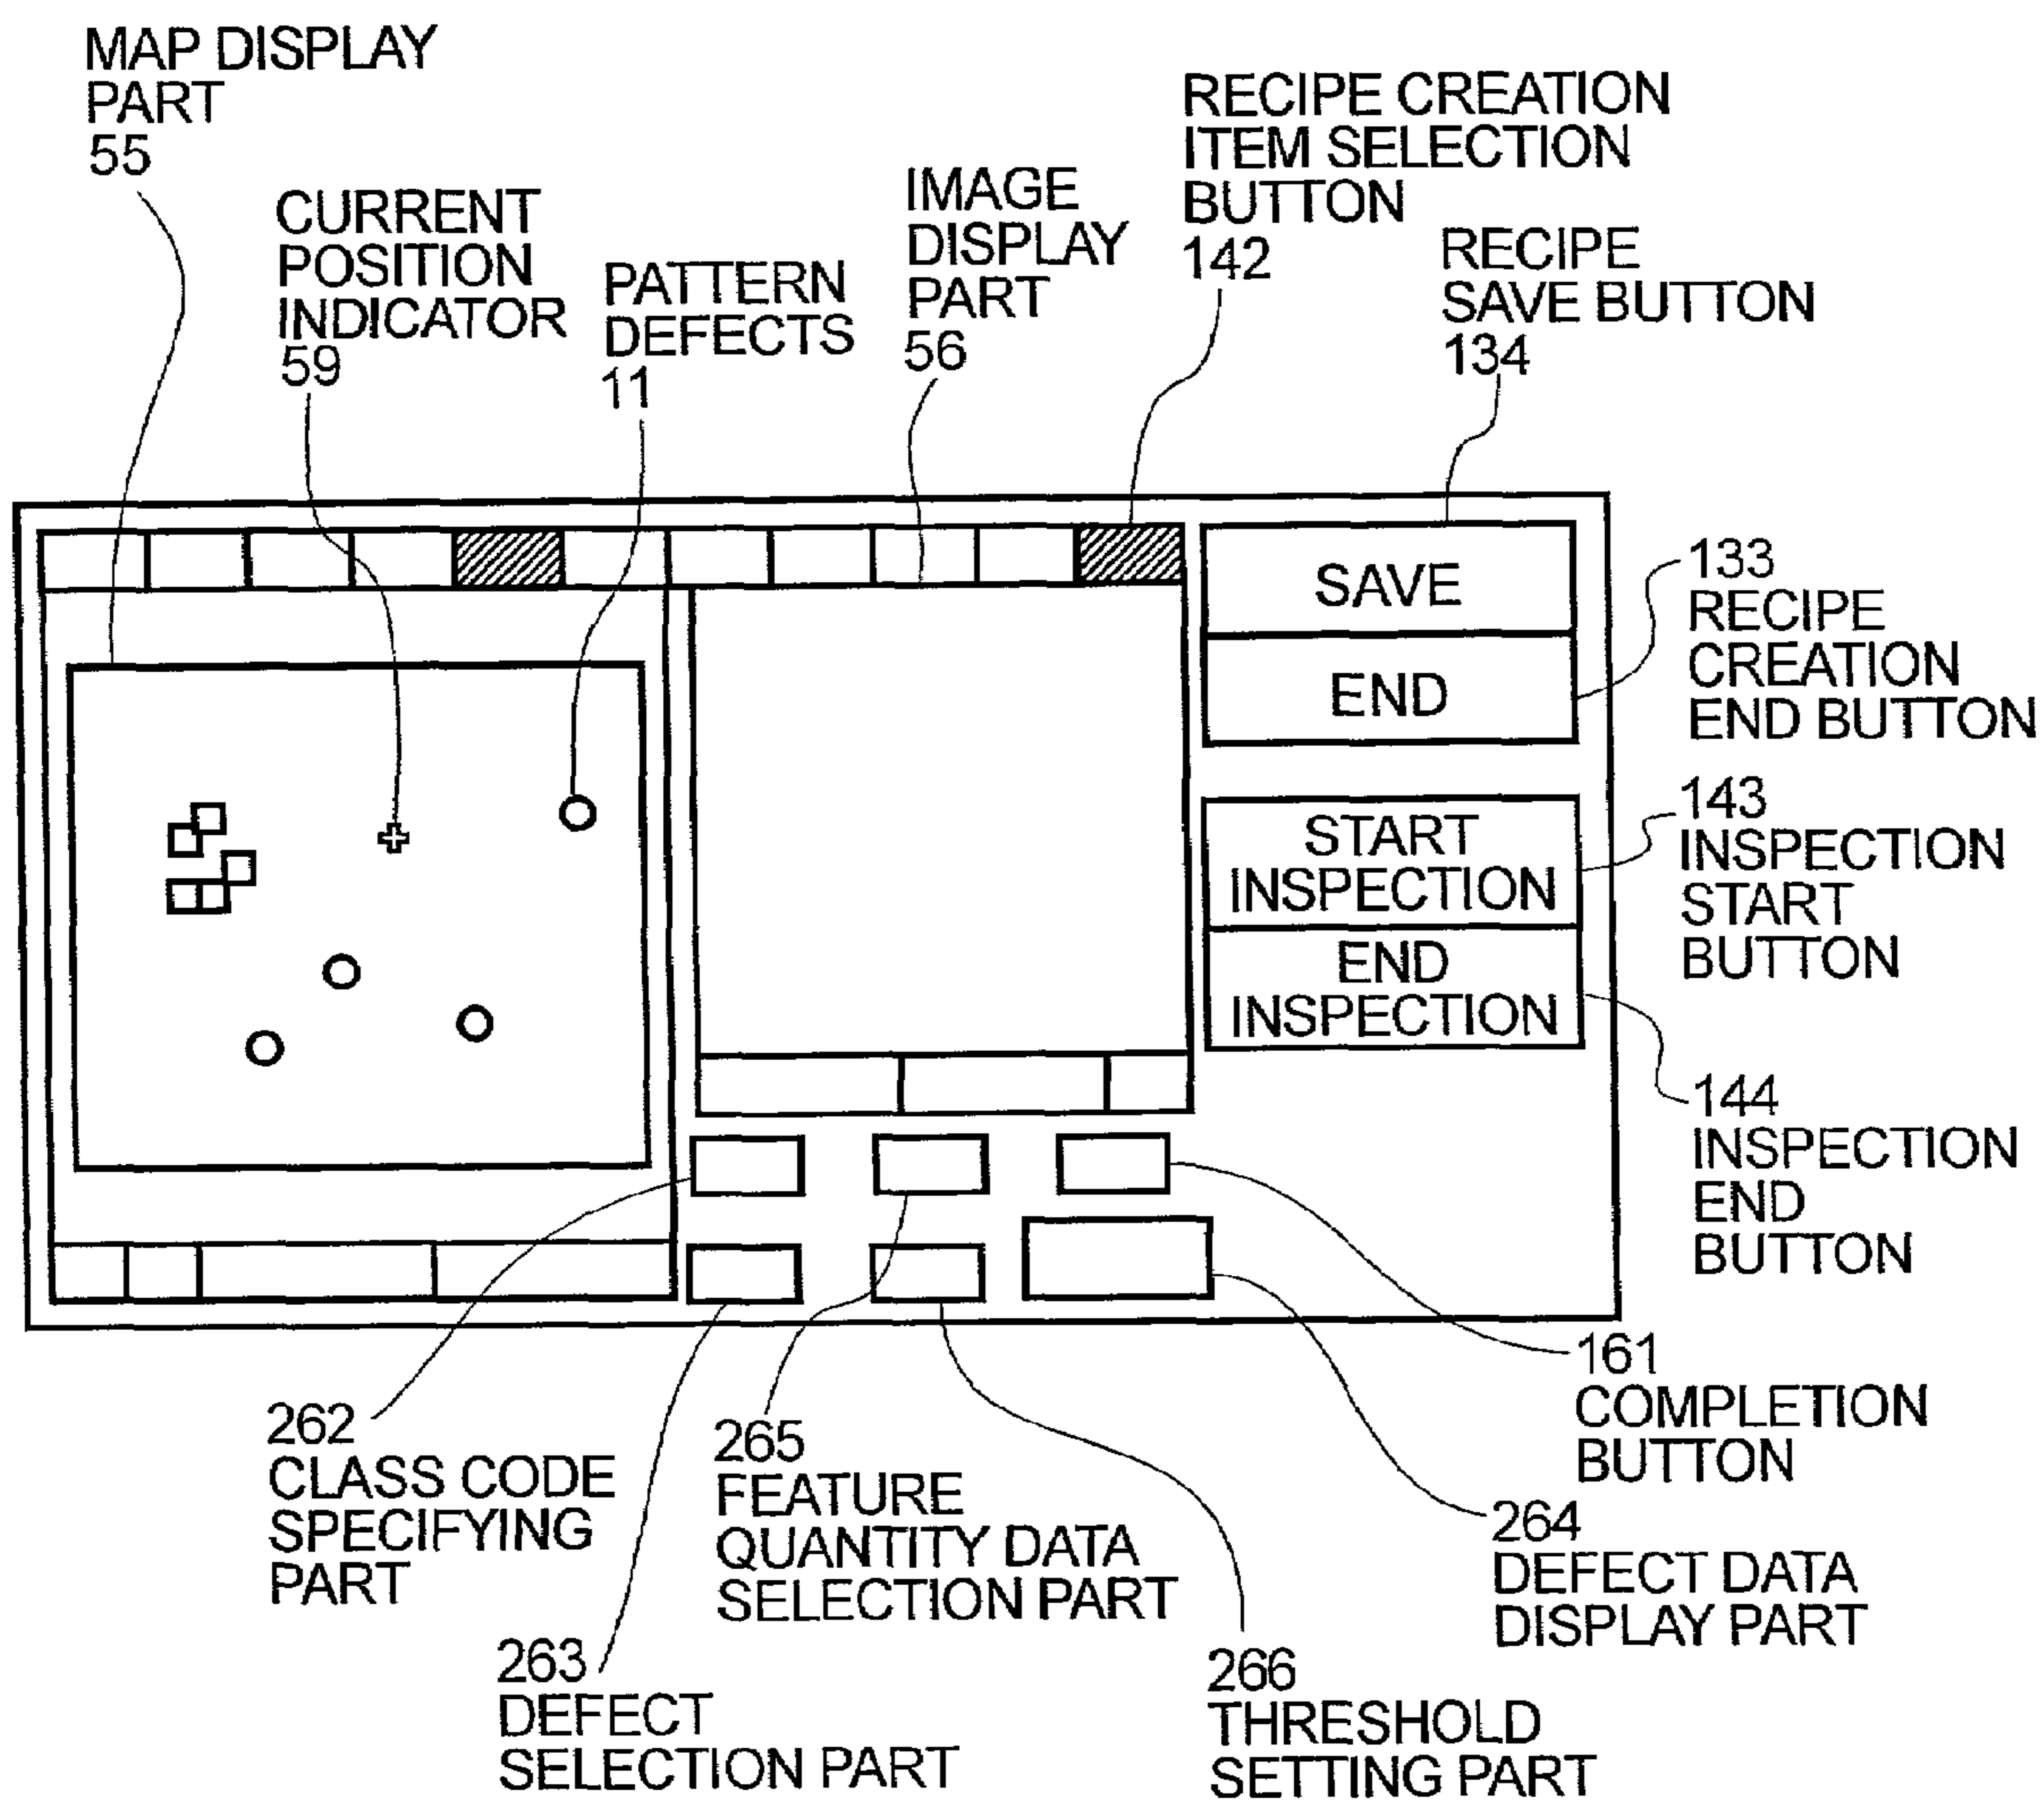 MAP DISPLAY
PART
55
CURRENT
POSITION
INDICATOR
59
PATTERN
DEFECTS
11
IMAGE
DISPLAY
PART
56
RECIPE CREATION
ITEM SELECTION
BUTTON
142
RECIPE
SAVE BUTTON
134
SAVE
END
133
RECIPE
CREATION
END BUTTON
START
INSPECTION
143
INSPECTION
START
BUTTON
END
INSPECTION
144
INSPECTION
END
BUTTON
161
COMPLETION
BUTTON
262
CLASS CODE
SPECIFYING
PART
265
FEATURE
QUANTITY DATA
SELECTION PART
264
DEFECT DATA
DISPLAY PART
263
DEFECT
SELECTION PART
266
THRESHOLD
SETTING PART